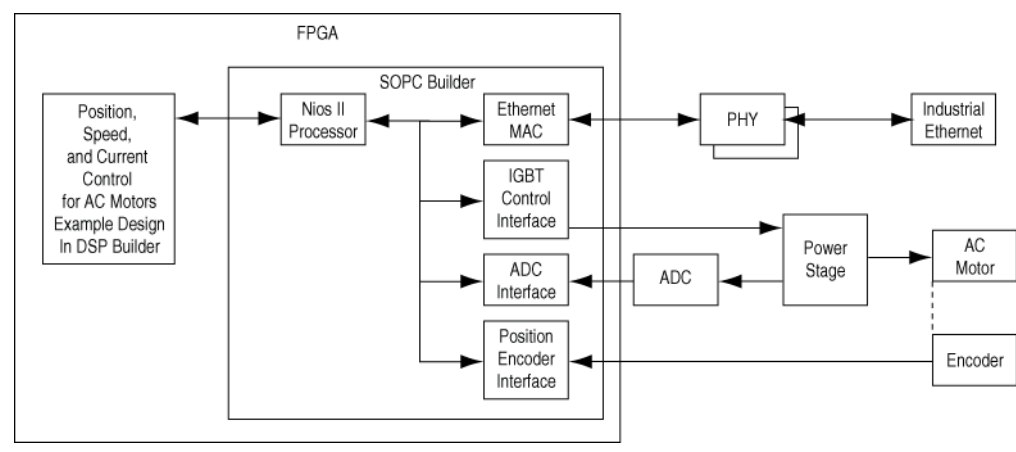 FPGA
SOPC Builder
Position,
Speed,
and Current
Control
for AC Motors
Example Design
In DSP Builder
Nios II
Processor
Ethernet
MAC
PHY
Industrial
Ethernet
IGBT
Control
Interface
Power
Stage
AC
Motor
ADC
Interface
ADC
Position
Encoder
Interface
Encoder